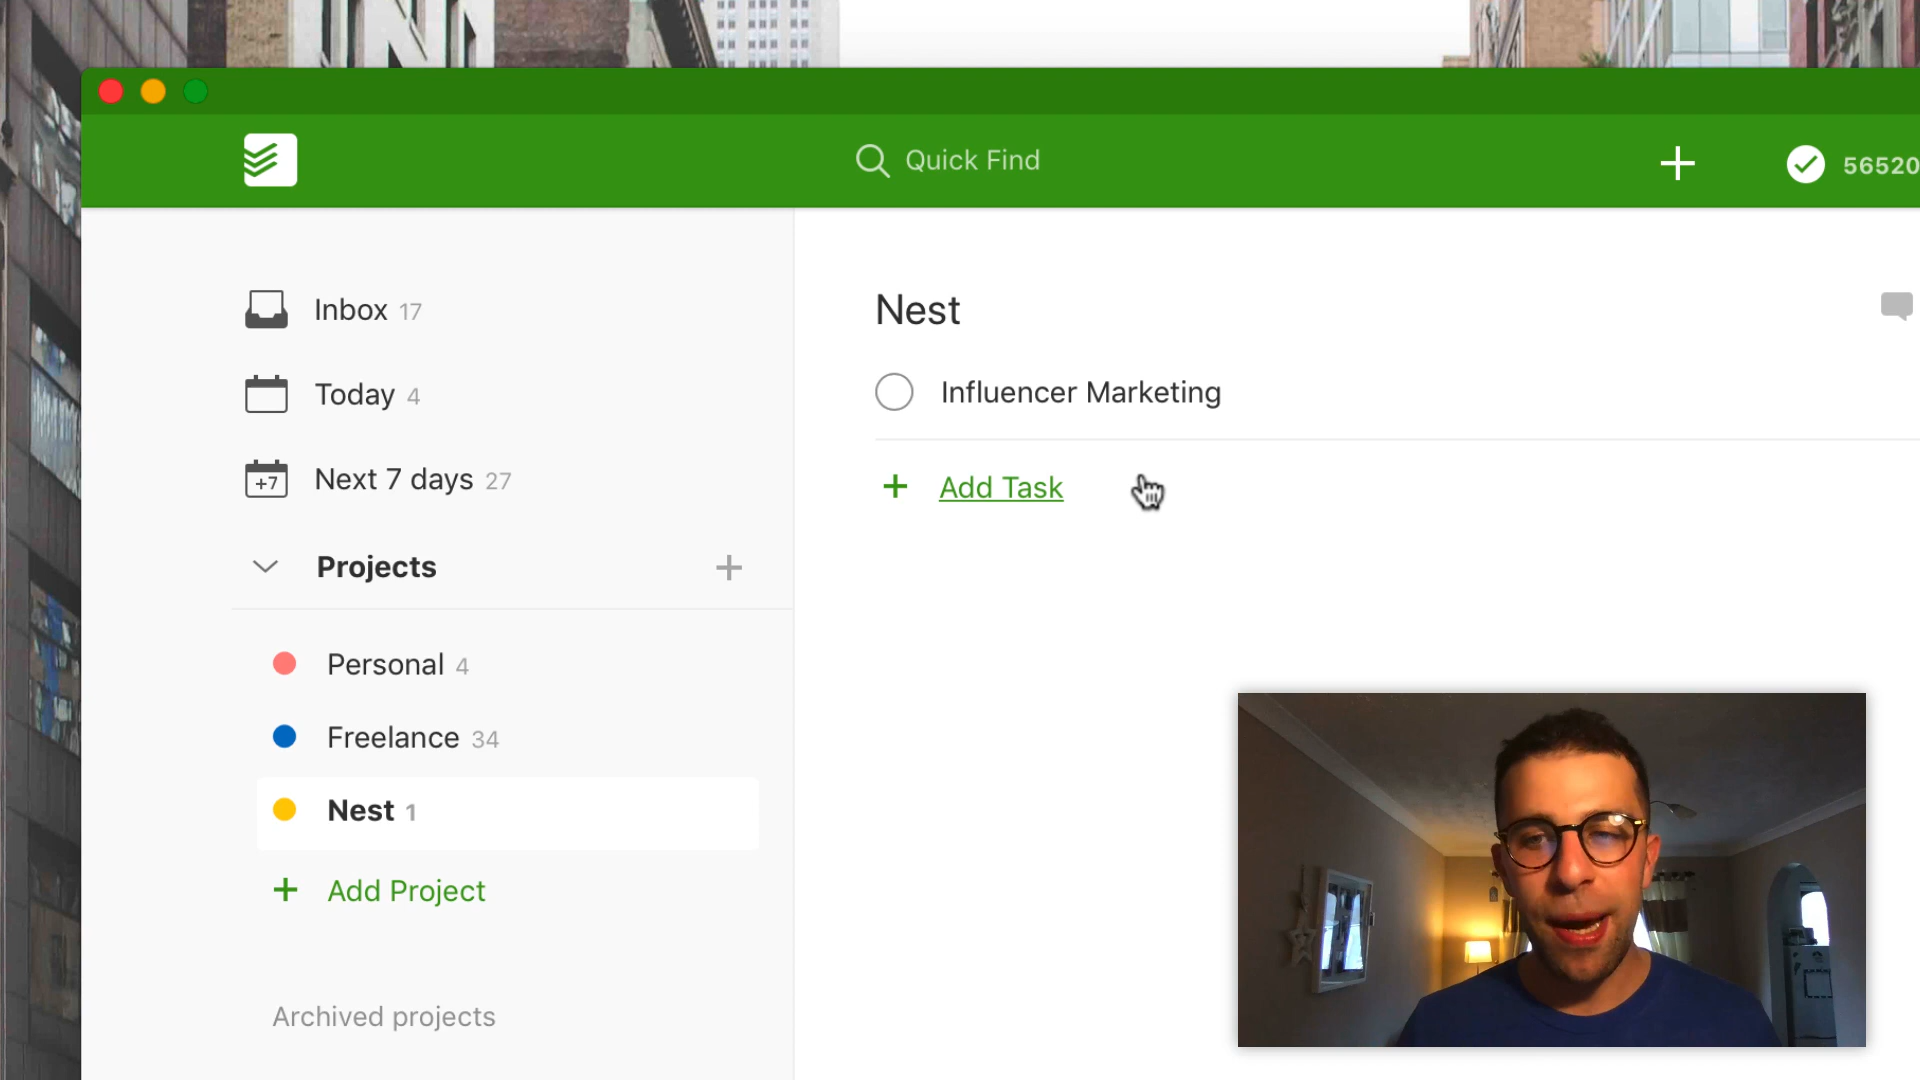 Quick Find
56520
Inbox 17
Today 4
+7
Next 7 days 27
Projects
Personal 4
Freelance 34
Nest 1
Add Project
Archived projects
Nest
Influencer Marketing
Add Task